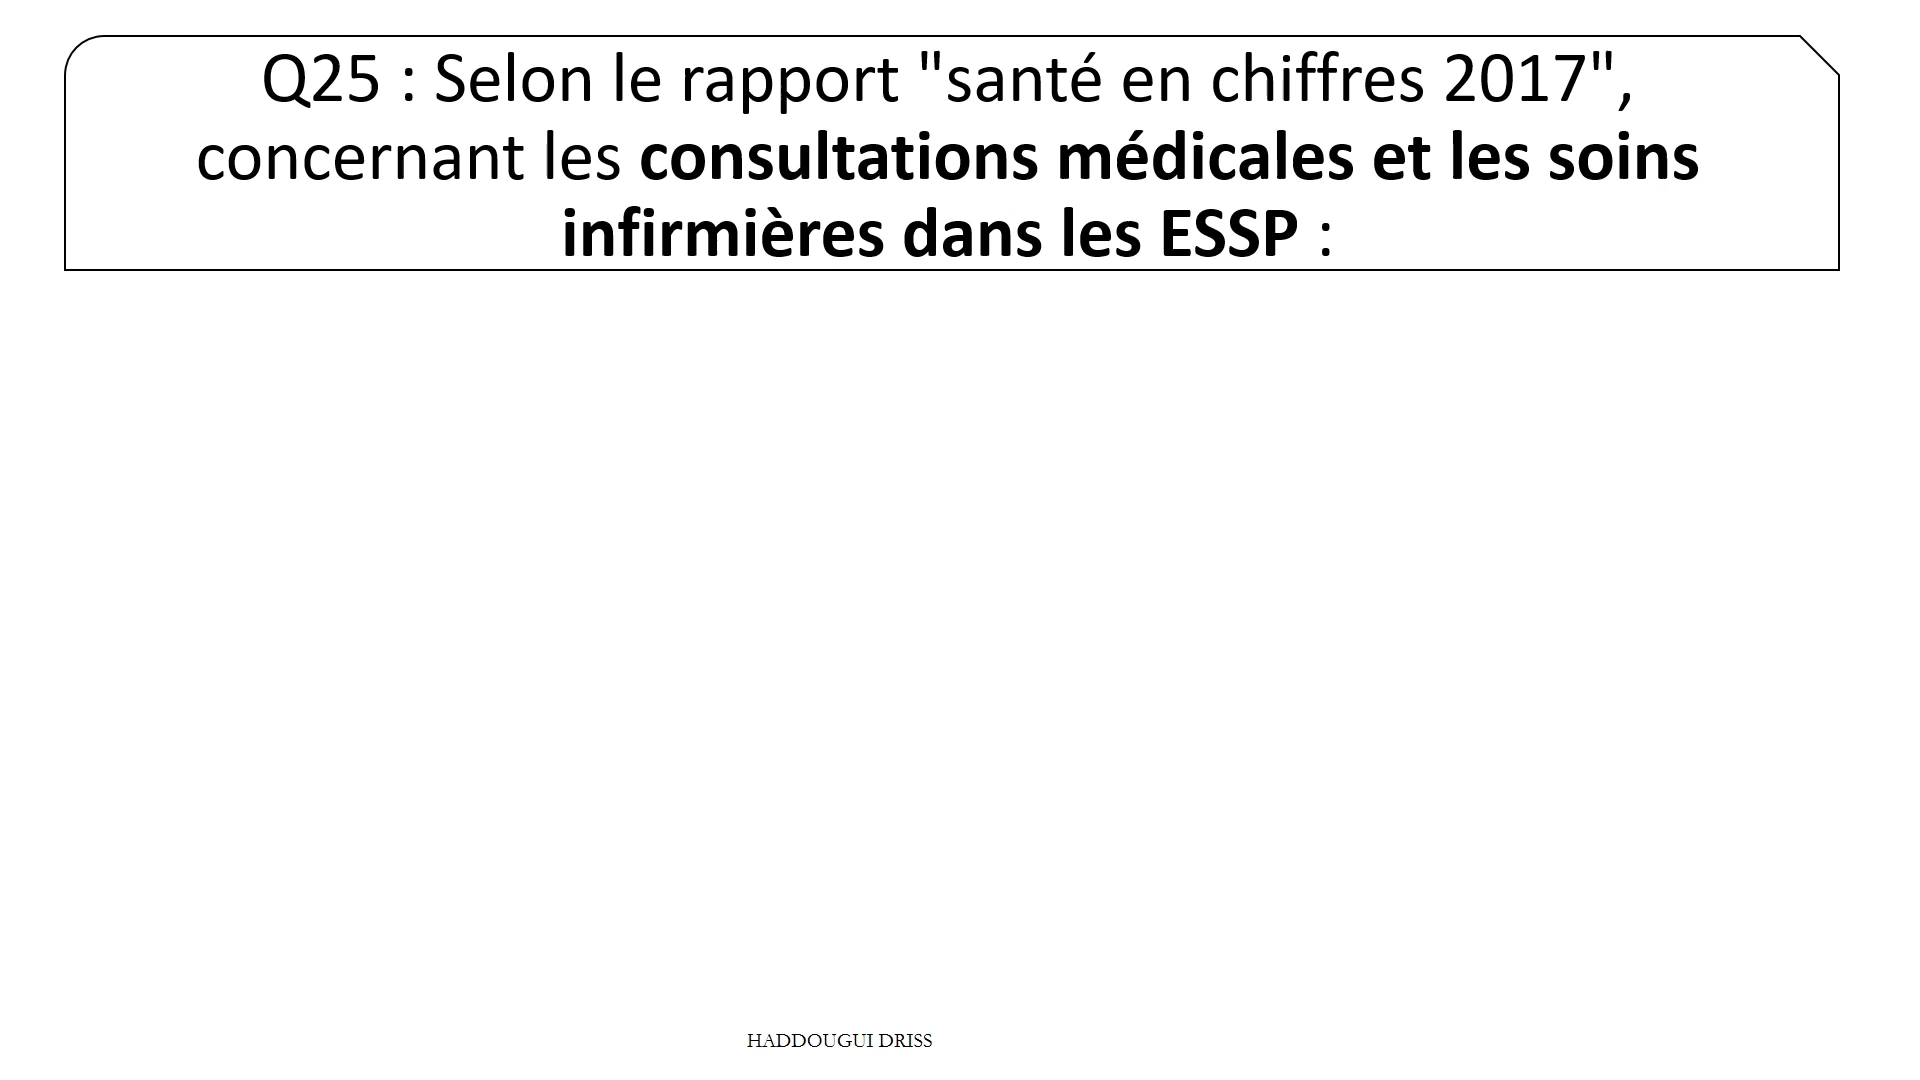 Q25 : Selon le rapport "santé en chiffres 2017",
concernant les consultations médicales et les soins
infirmières dans les ESSP :
HADDOUGUI DRISS